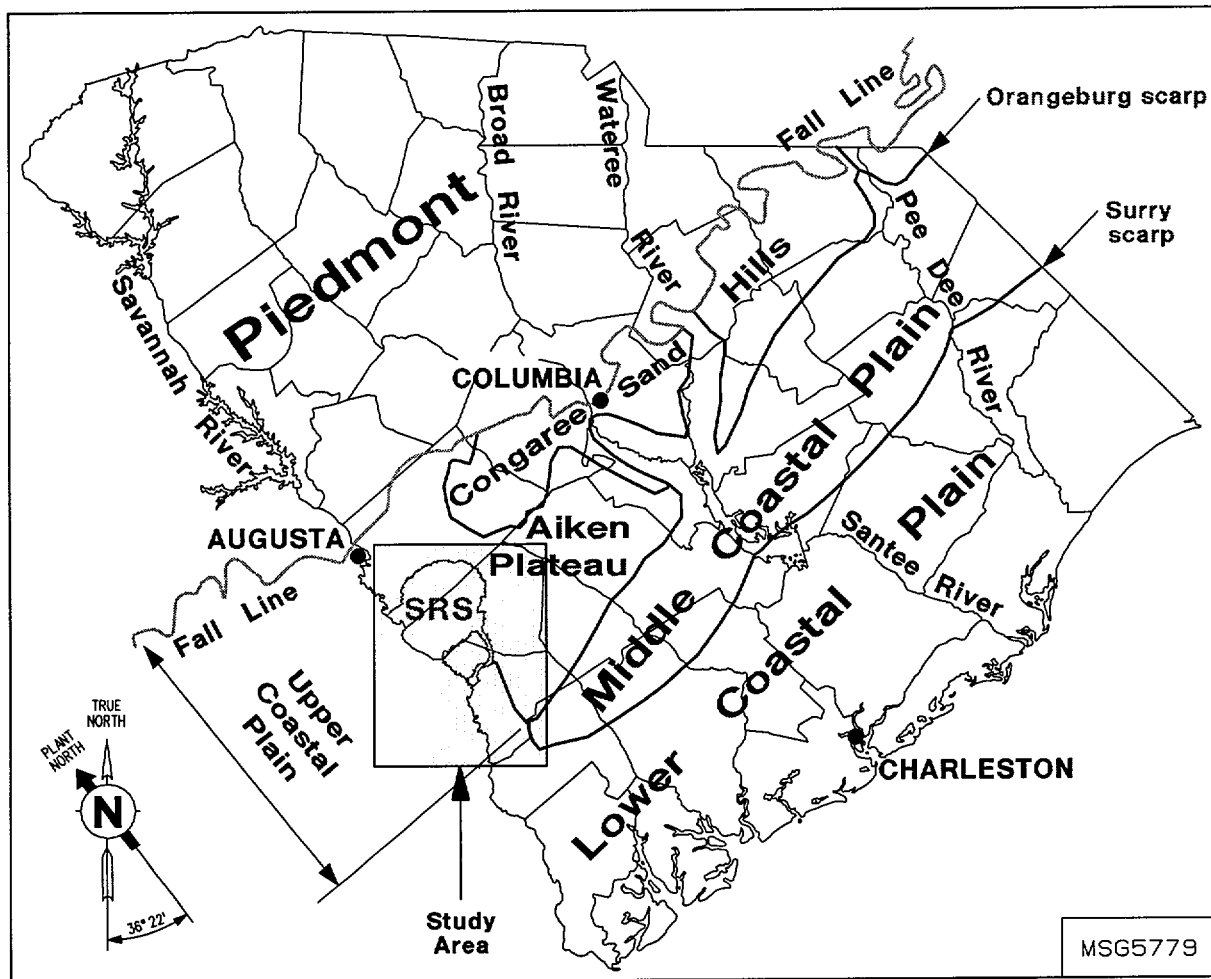 Orangeburg scarp
Fall Line
Broad River
Wateree River
Surry
scarp
Piedmont
Pee Dee River
Sand Hills
Savannah River
COLUMBIA
Congaree
Middle Coastal Plain
Lower Coastal Plain
Santee River
AUGUSTA
Aiken
Plateau
SRS
Fall Line
Upper
Coastal
Plain
TRUE
NORTH
PLANT
NORTH
N
36° 22'
CHARLESTON
Study
Area
MSG5779